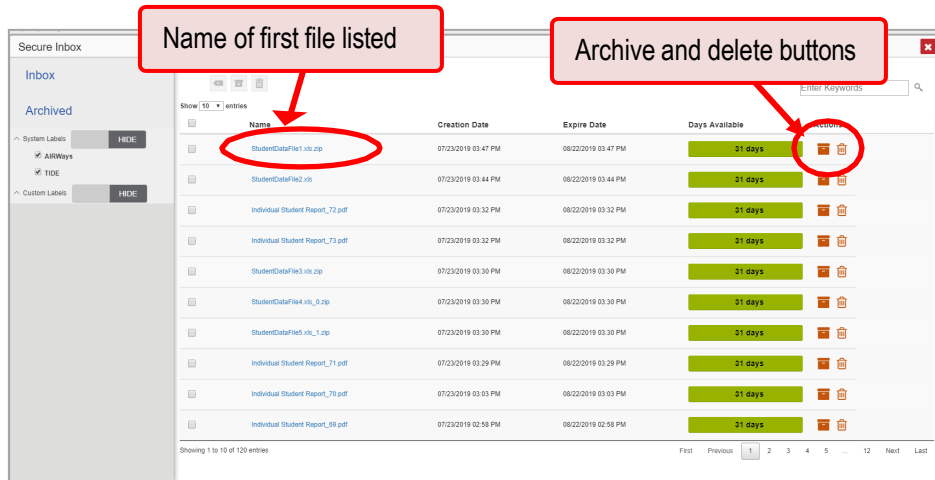 Name of first file listed
Archive and delete buttons
Secure Inbox
Inbox
Archived
System Labels HIDE
AIRWays
TIDE
Custom Labels HIDE
Enter Keywords
Show 10 entries
Name Creation Date Expire Date Days Available Actions
StudentDataFile1.xls.zip 07/23/2019 03:47 PM 08/22/2019 03:47 PM 31 days
StudentDataFile2.xls 07/23/2019 03:44 PM 08/22/2019 03:44 PM 31 days
Individual Student Report_72.pdf 07/23/2019 03:32 PM 08/22/2019 03:32 PM 31 days
Individual Student Report_73.pdf 07/23/2019 03:32 PM 08/22/2019 03:32 PM 31 days
StudentDataFile3.xls.zip 07/23/2019 03:30 PM 08/22/2019 03:30 PM 31 days
StudentDataFile4.xls_0.zip 07/23/2019 03:30 PM 08/22/2019 03:30 PM 31 days
StudentDataFile5.xls_1.zip 07/23/2019 03:30 PM 08/22/2019 03:30 PM 31 days
Individual Student Report_71.pdf 07/23/2019 03:29 PM 08/22/2019 03:29 PM 31 days
Individual Student Report_70.pdf 07/23/2019 03:03 PM 08/22/2019 03:03 PM 31 days
Individual Student Report_69.pdf 07/23/2019 02:58 PM 08/22/2019 02:58 PM 31 days
Showing 1 to 10 of 120 entries First Previous 1 2 3 4 5 ... 12 Next Last